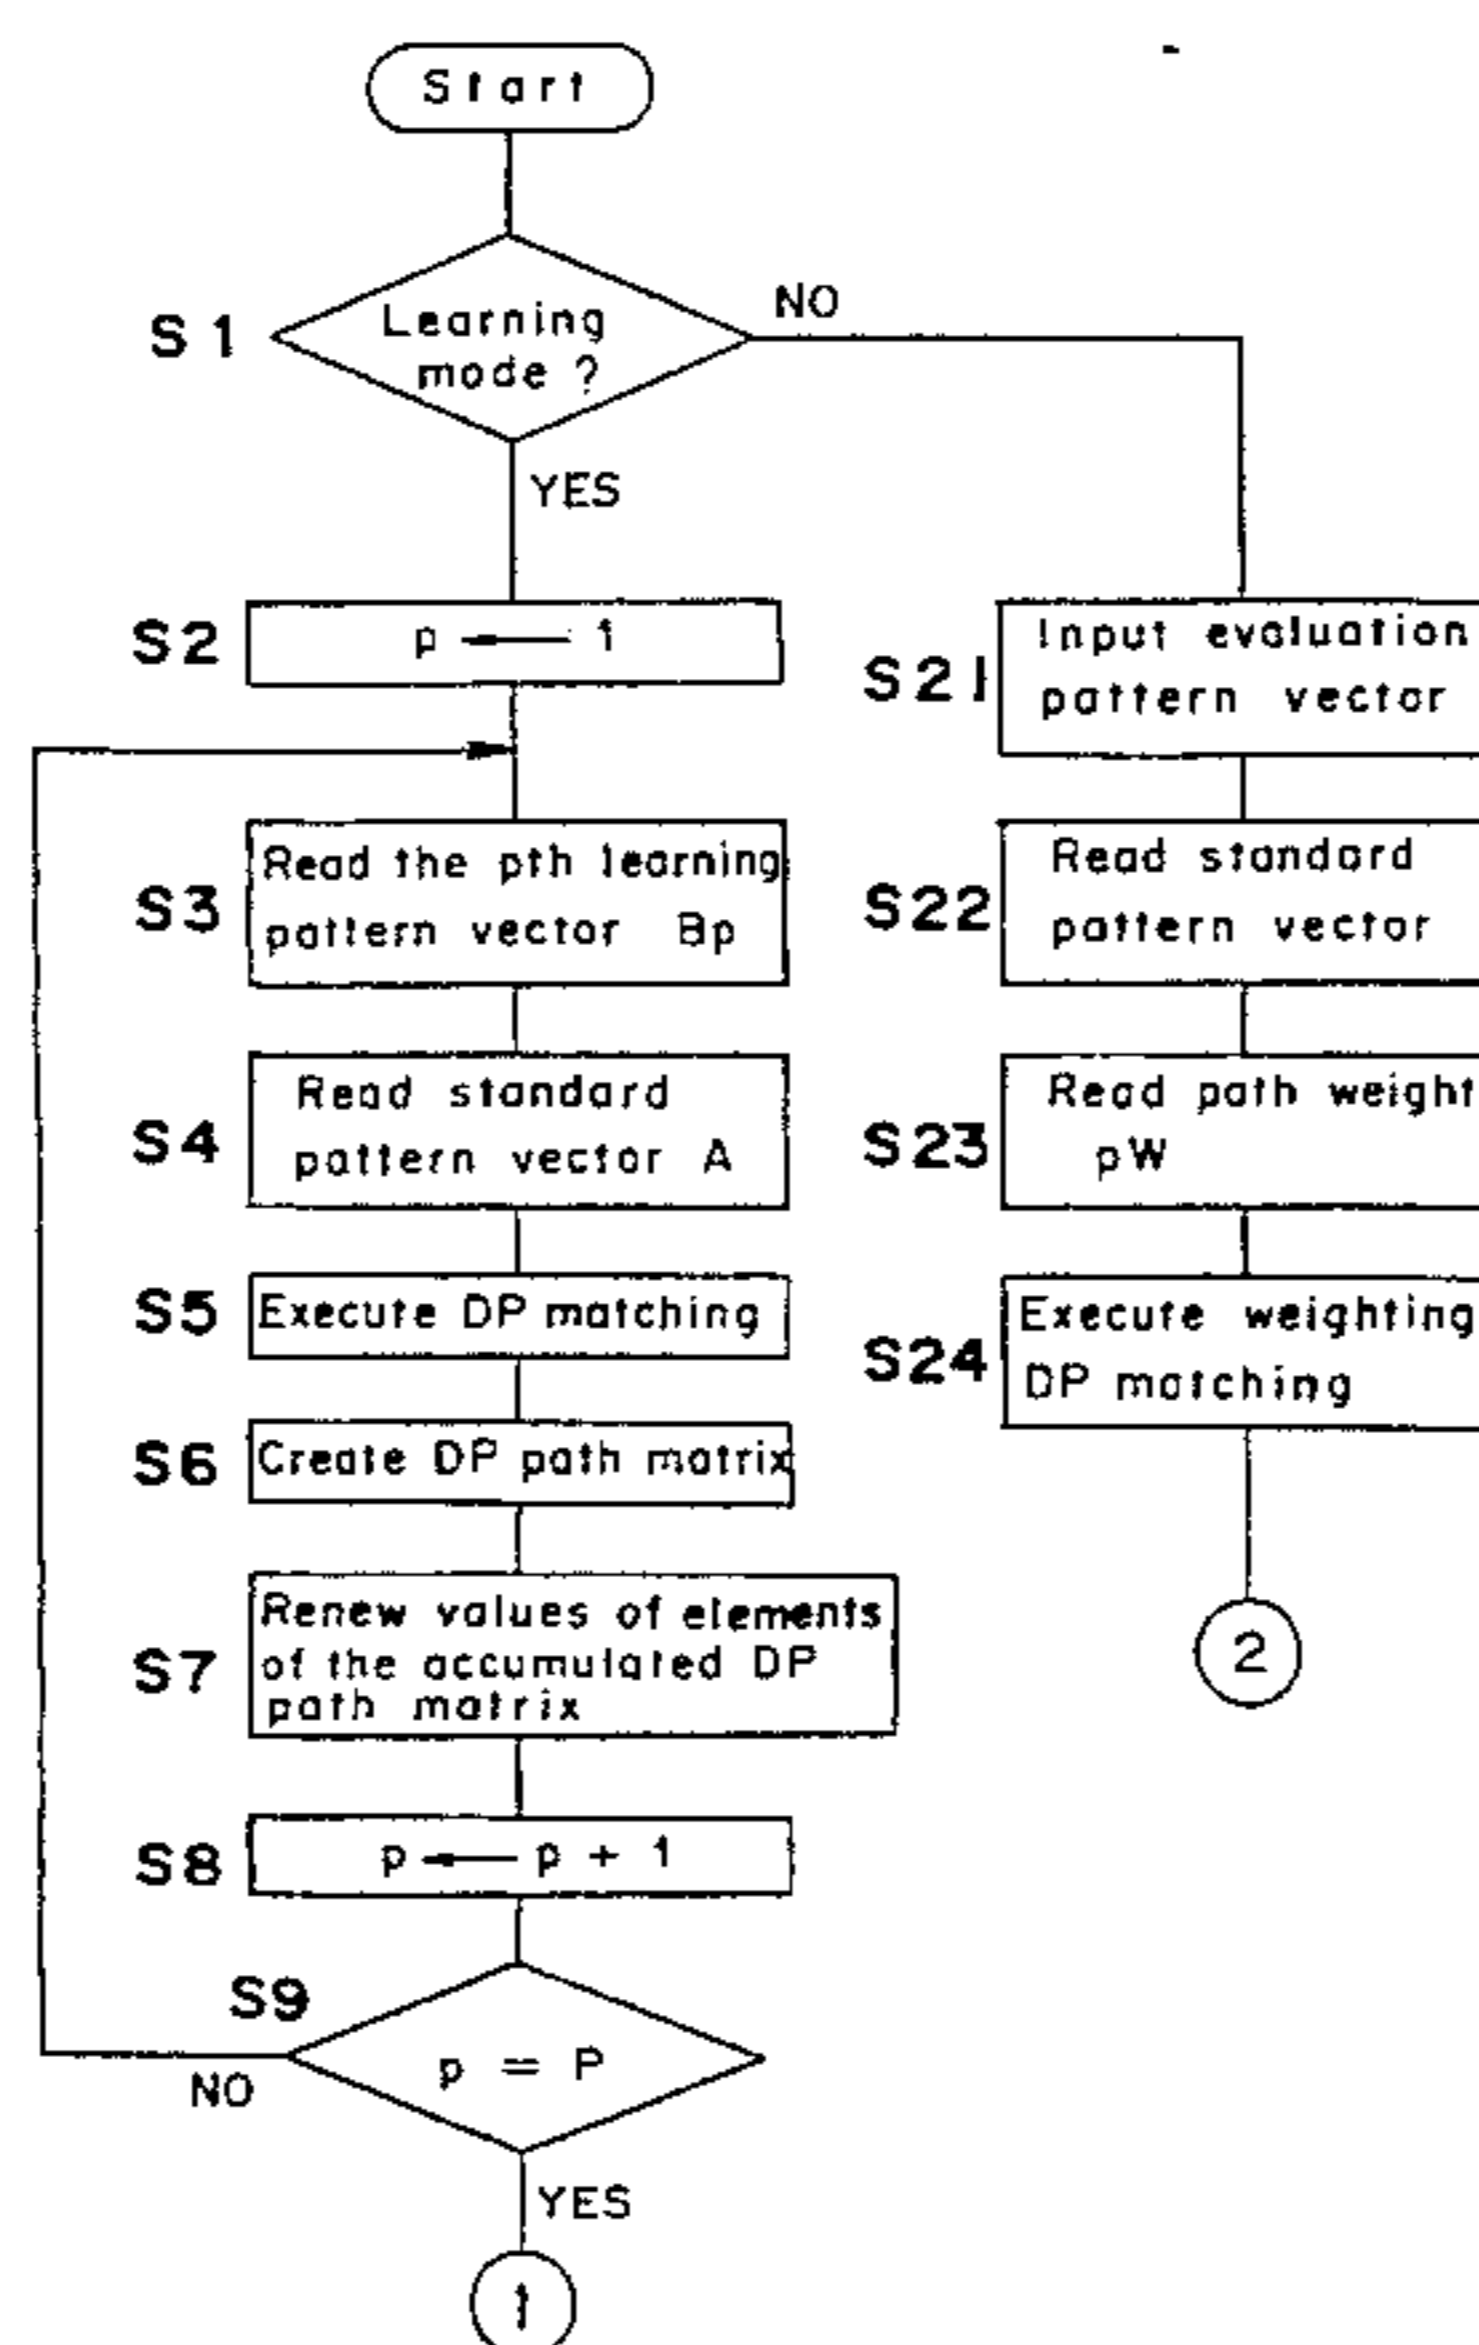 Start
S1
Learning
mode ?
NO
YES
S2
p ← 1
S3
Read the pth learning
pattern vector Bp
S4
Read standard
pattern vector A
S5
Execute DP matching
S6
Create DP path matrix
S7
Renew values of elements
of the accumulated DP
path matrix
S8
p ← p + 1
S9
p = P
NO
YES
1
S21
Input evaluation
pattern vector
S22
Read standard
pattern vector
S23
Read path weight
pW
S24
Execute weighting
DP matching
2